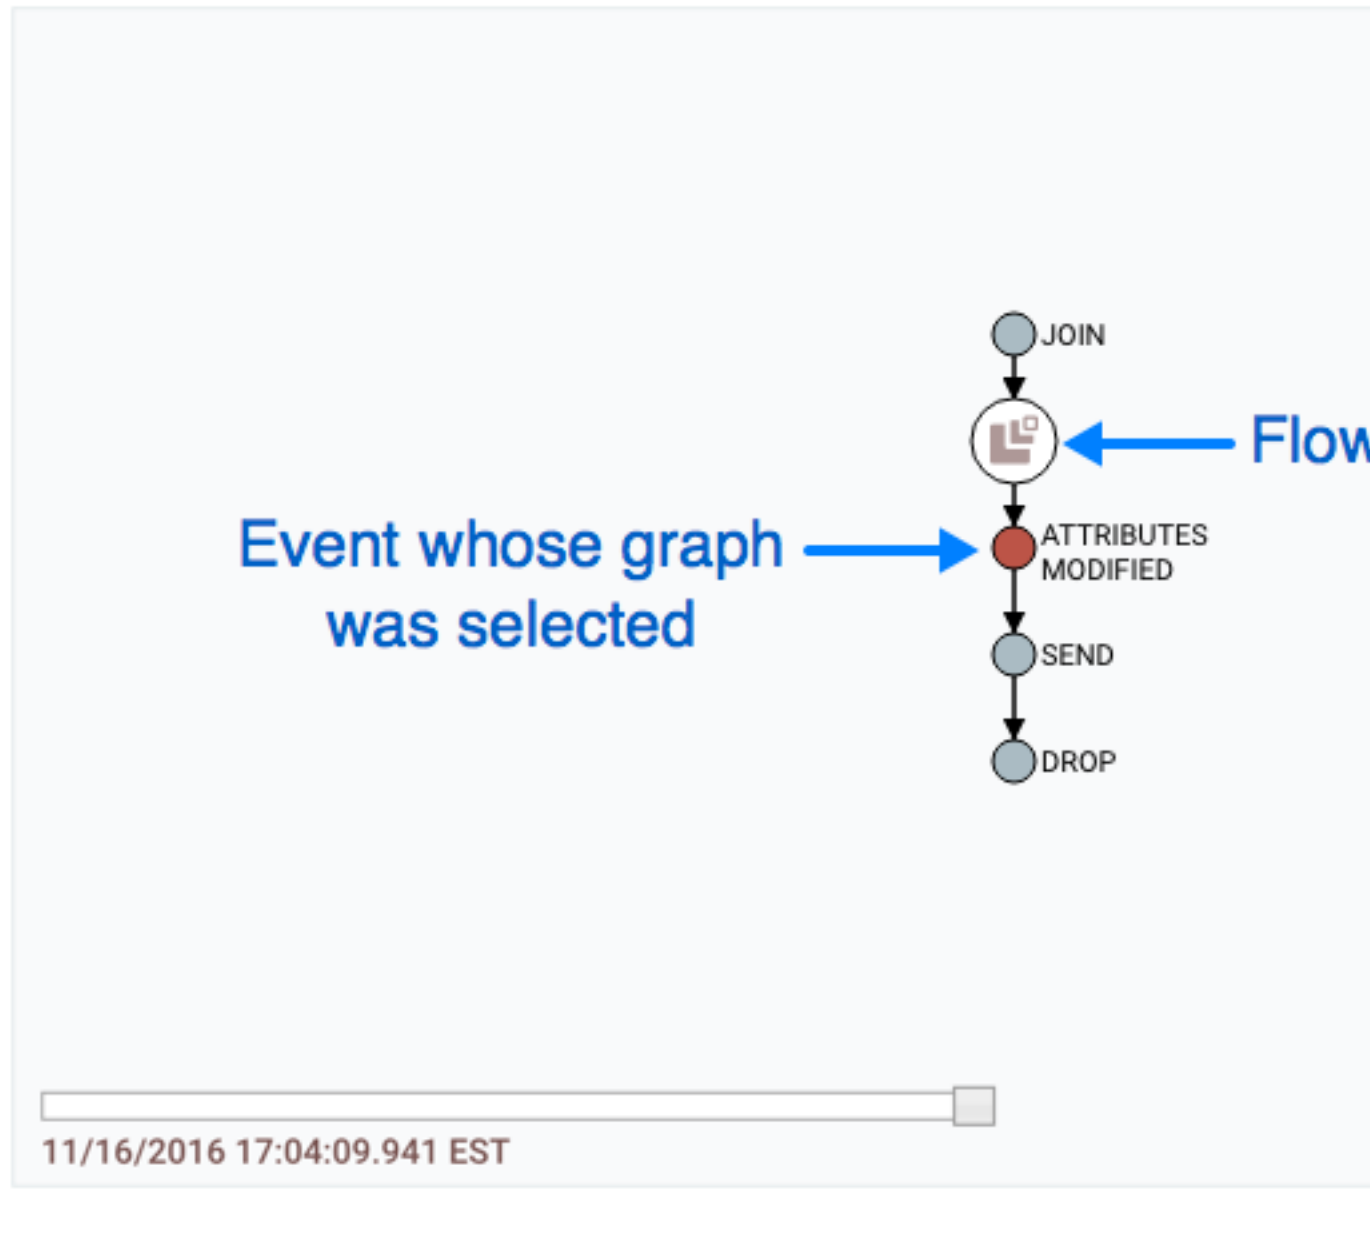 JOIN
Flow
ATTRIBUTES
MODIFIED
Event whose graph
was selected
SEND
DROP
11/16/2016 17:04:09.941 EST